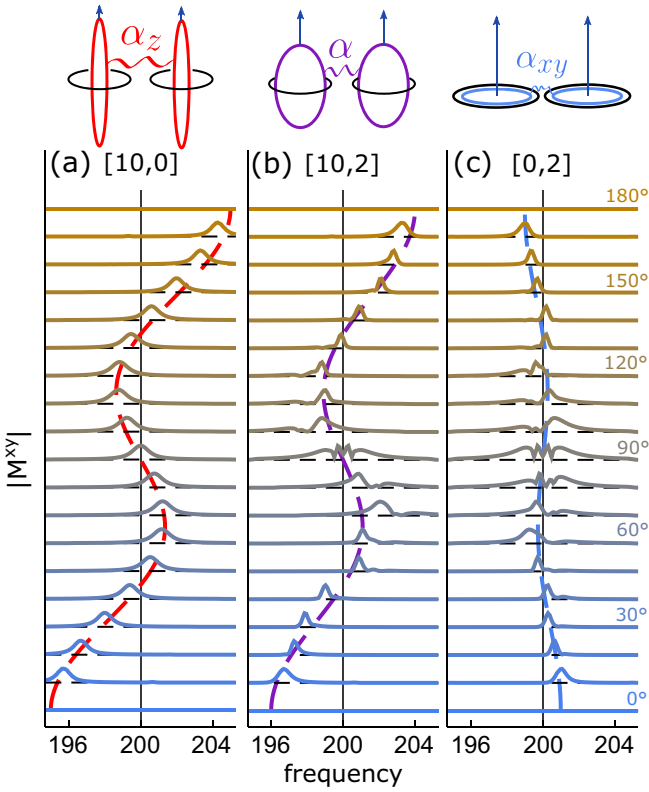 α_z
α
α_xy
(a) [10,0]
(b) [10,2]
(c) [0,2]
180°
150°
120°
90°
60°
30°
0°
|M^xy|
196 200 204
196 200 204
196 200 204
frequency